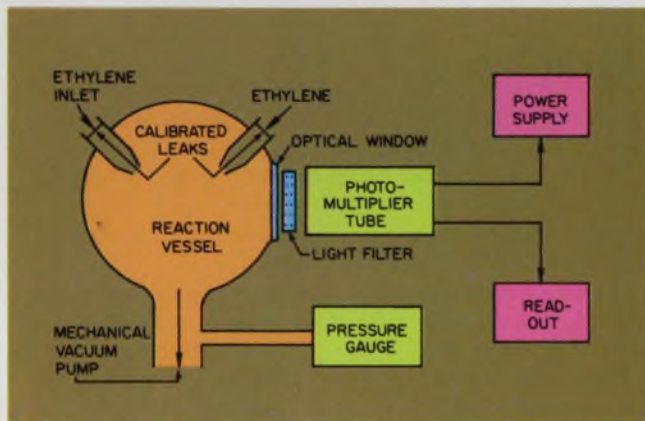 ETHYLENE
INLET
ETHYLENE
CALIBRATED
LEAKS
OPTICAL WINDOW
POWER
SUPPLY
PHOTO-
MULTIPLIER
TUBE
REACTION
VESSEL
LIGHT FILTER
READ-
OUT
MECHANICAL
VACUUM
PUMP
PRESSURE
GAUGE